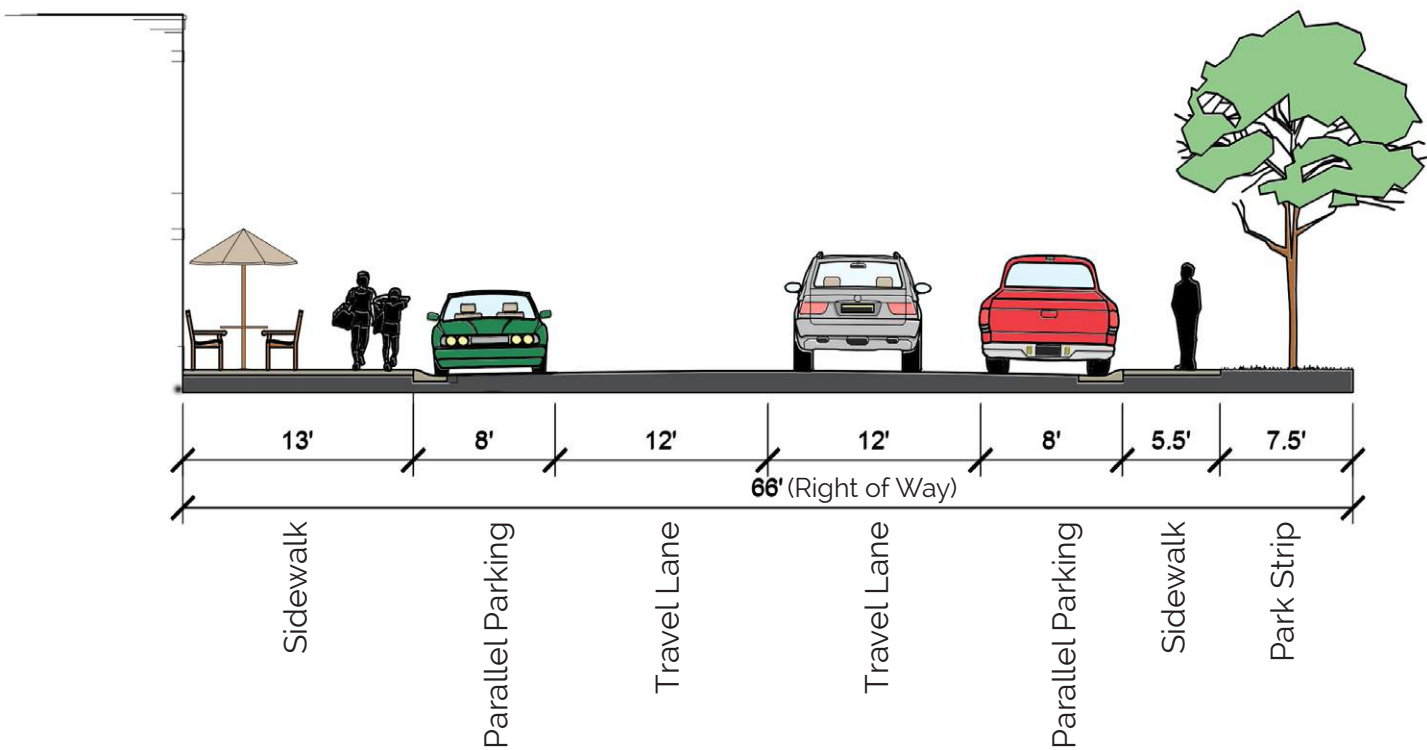 13' 8' 12' 12' 8' 5.5' 7.5'
66' (Right of Way)
Sidewalk
Parallel Parking
Travel Lane
Travel Lane
Parallel Parking
Sidewalk
Park Strip